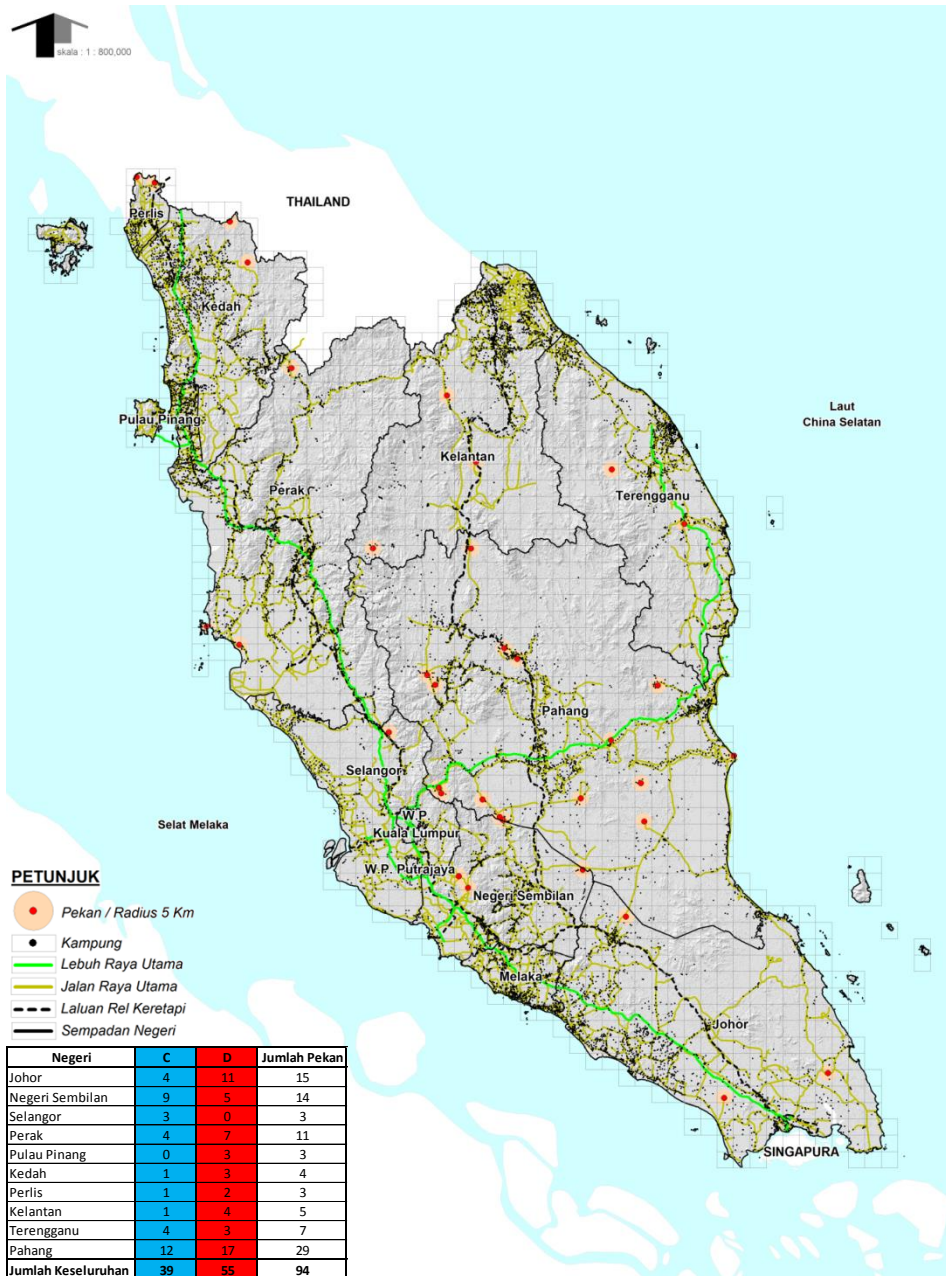 skala : 1 : 800,000
THAILAND
Perlis
Kedah
Laut
China Selatan
Pulau Pinang
Kelantan
Perak
Terengganu
Pahang
Selangor
W.P.
Kuala Lumpur
Selat Melaka
W.P. Putrajaya
Negeri Sembilan
Melaka
Johor
SINGAPURA
PETUNJUK
Pekan / Radius 5 Km
Kampung
Lebuh Raya Utama
Jalan Raya Utama
Laluan Rel Keretapi
Sempadan Negeri
Negeri C D Jumlah Pekan
Johor 4 11 15
Negeri Sembilan 9 5 14
Selangor 3 0 3
Perak 4 7 11
Pulau Pinang 0 3 3
Kedah 1 3 4
Perlis 1 2 3
Kelantan 1 4 5
Terengganu 4 3 7
Pahang 12 17 29
Jumlah Keseluruhan 39 55 94